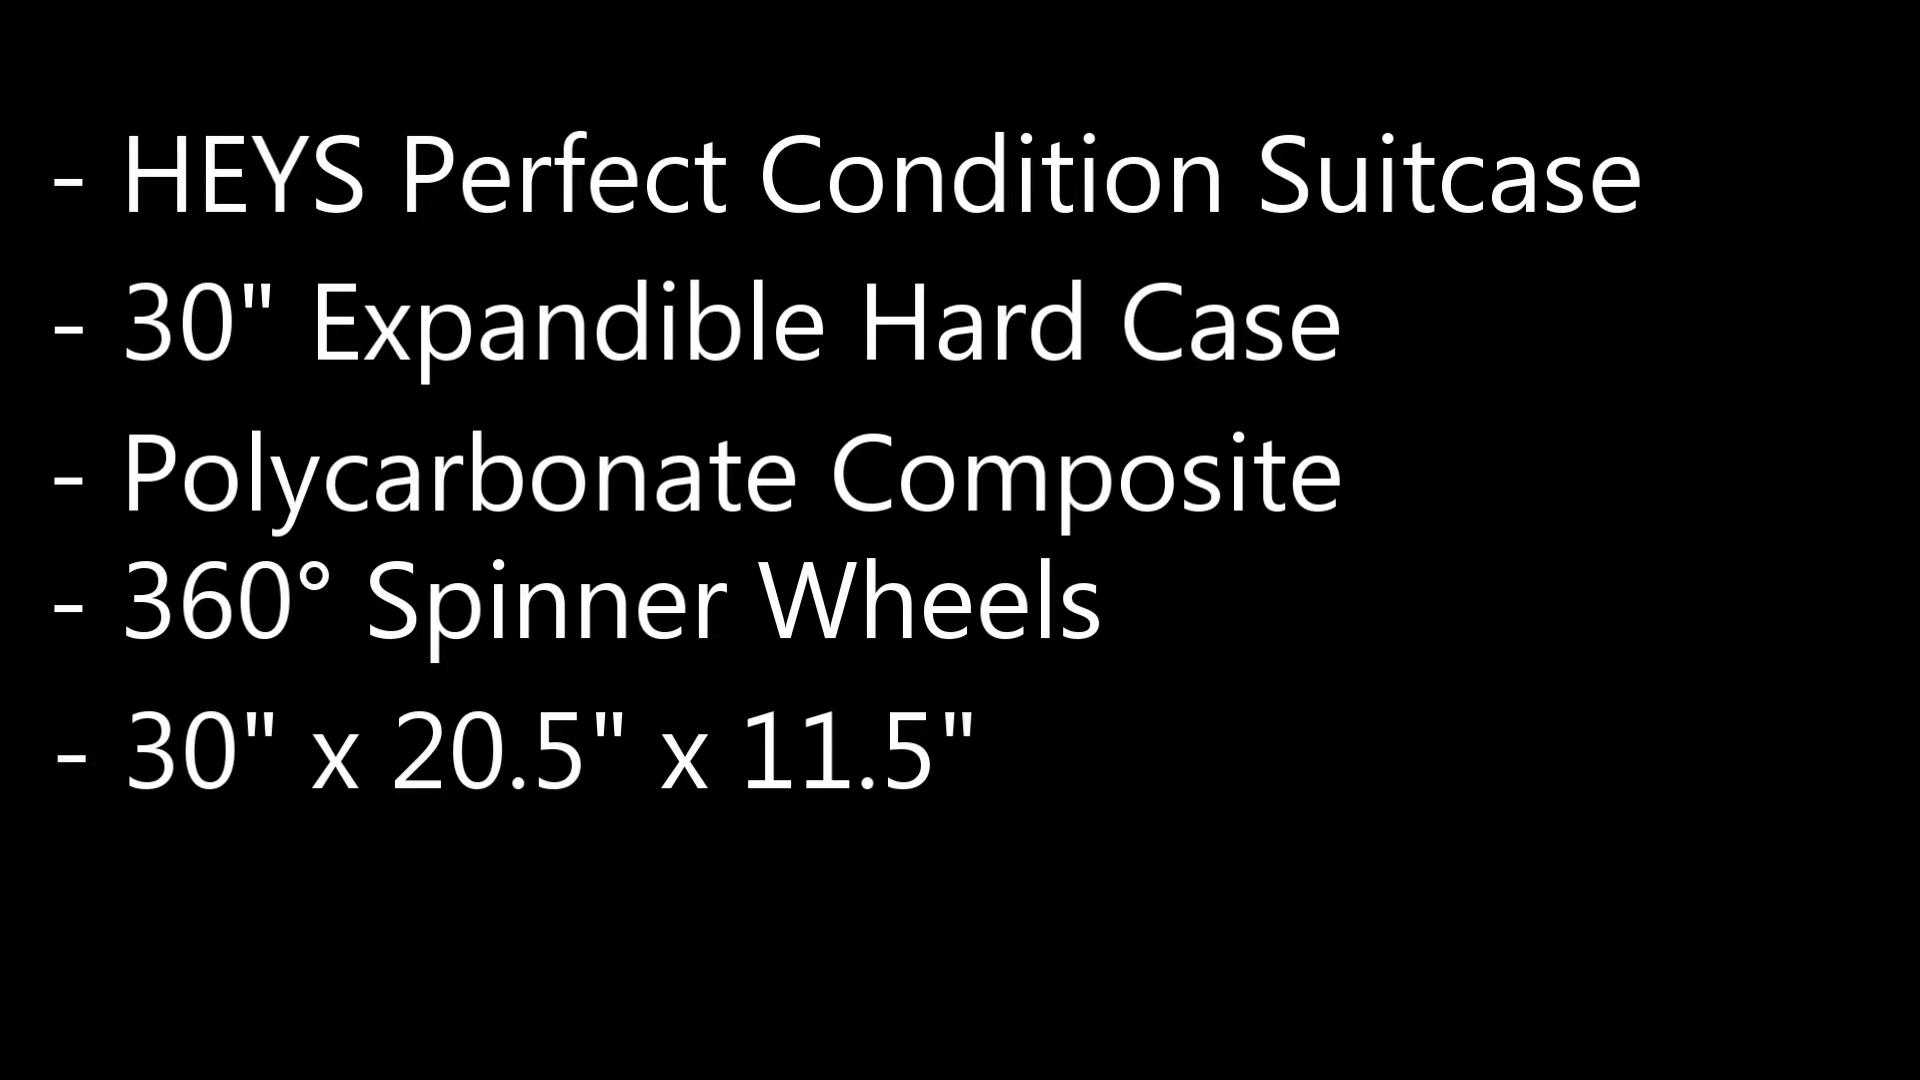 - HEYS Perfect Condition Suitcase
- 30" Expandible Hard Case
- Polycarbonate Composite
- 360° Spinner Wheels
- 30" x 20.5" x 11.5"